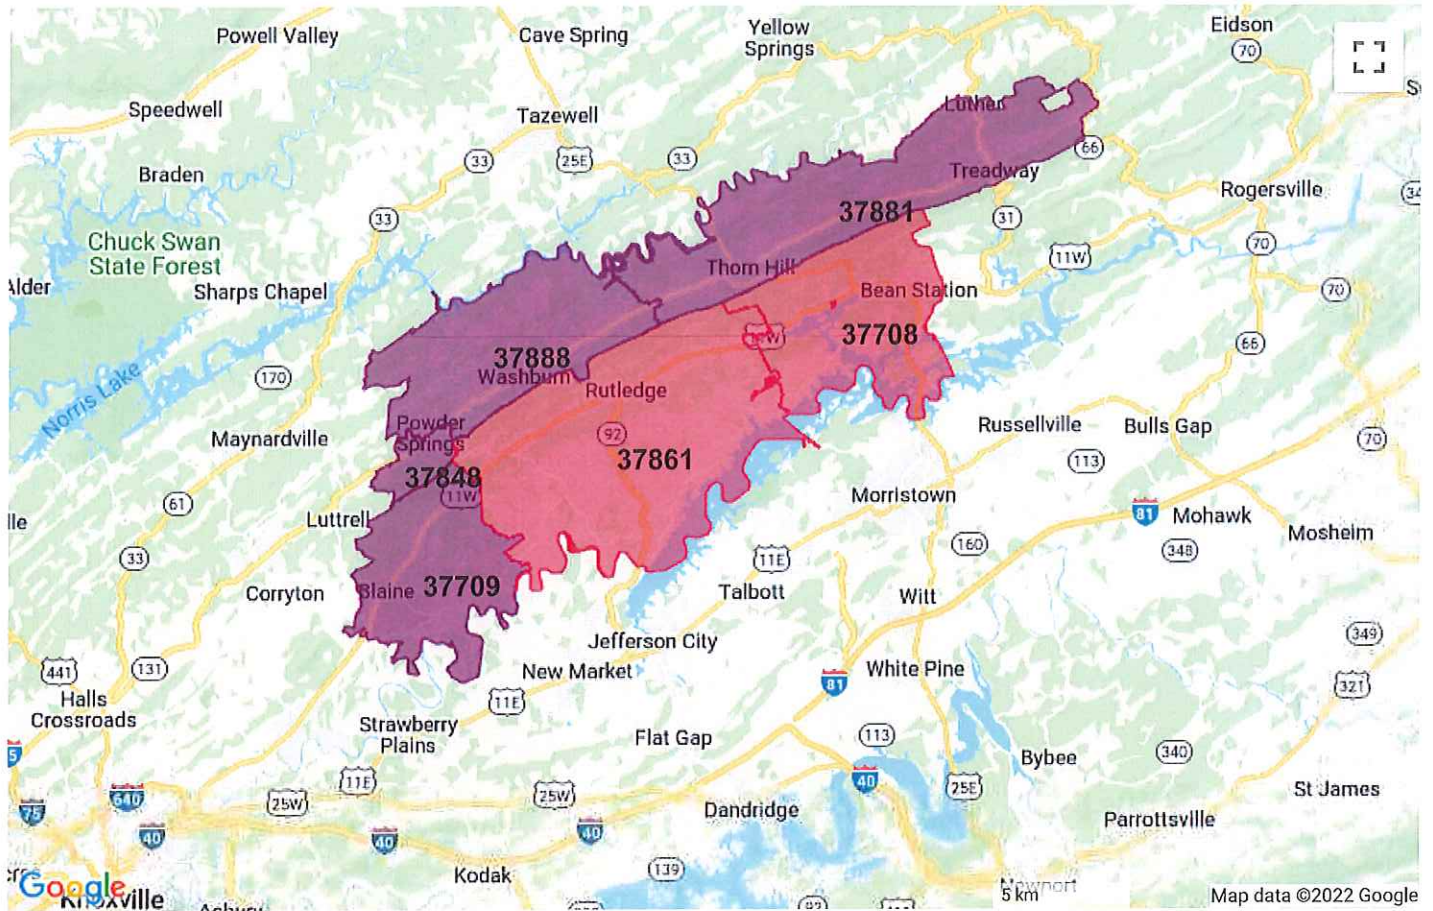 Powell Valley
Cave Spring
Yellow
Springs
Eidson
70
Speedwell
Tazewell
Luther
33
25E
33
66
Braden
Treadway
Rogersville
33
37881
31
70
Chuck Swan
State Forest
11W
Thorn Hill
Alder
Sharps Chapel
Bean Station
70
37708
66
37888
11W
Washburn
Rutledge
170
Norris Lake
Powder
Springs
Maynardville
92
Russellville
Bulls Gap
70
37861
113
37848
11W
61
Morristown
81
Mohawk
Luttrell
Mosheim
33
160
348
11E
Corryton
Blaine
37709
Talbott
Witt
349
Jefferson City
441
131
New Market
81
White Pine
321
Halls
Crossroads
11E
Strawberry
Plains
Flat Gap
113
340
Bybee
11E
40
25E
St James
640
25W
25W
75
Dandridge
Parrottsville
40
40
40
139
Kodak
Google
Knoxville
Newport
5 km
Map data ©2022 Google